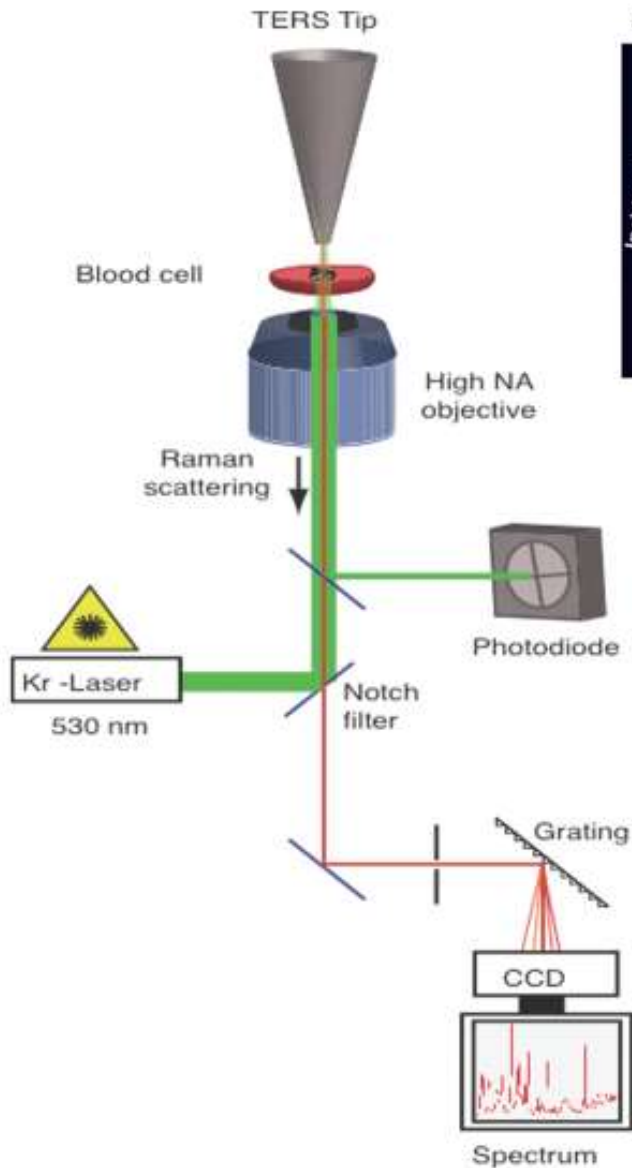 TERS Tip
Blood cell
High NA
objective
Raman
scattering
Photodiode
Kr -Laser
530 nm
Notch
filter
Grating
CCD
Spectrum